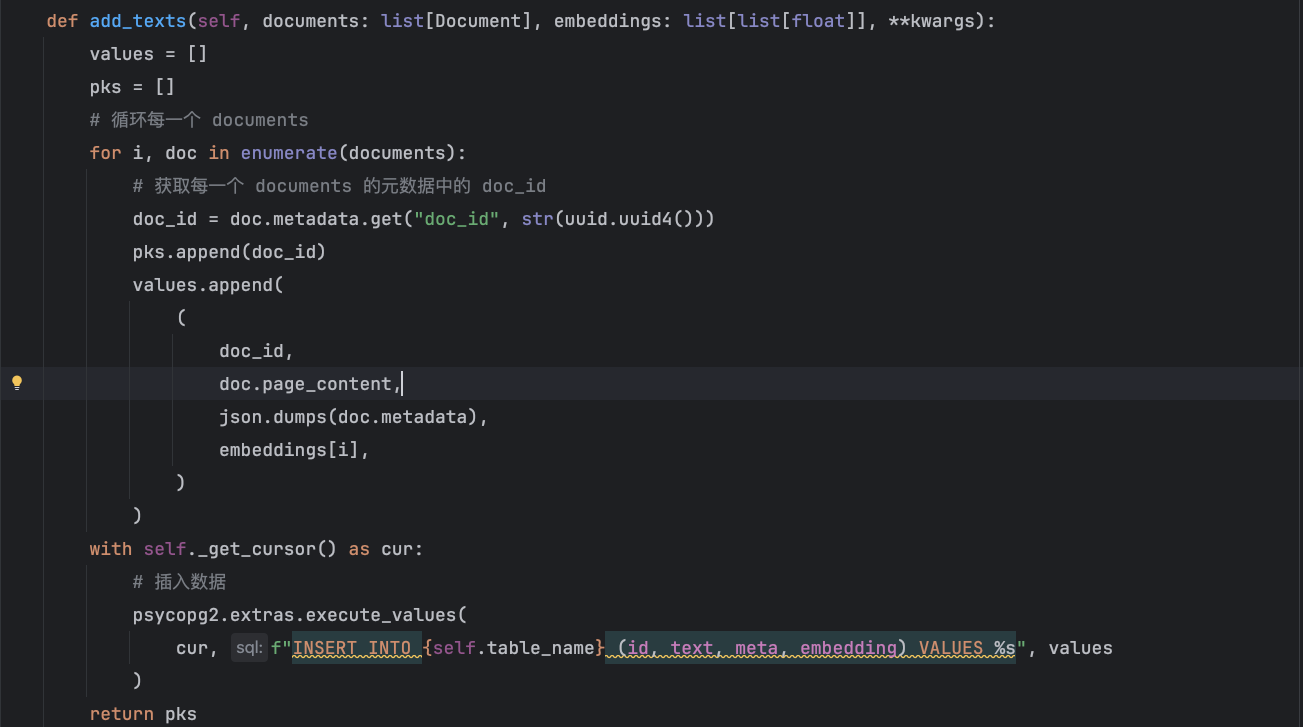 def add_texts(self, documents: list[Document], embeddings: list[list[float]], **kwargs):
    values = []
    pks = []
    # 循环每一个 documents
    for i, doc in enumerate(documents):
        # 获取每一个 documents 的元数据中的 doc_id
        doc_id = doc.metadata.get("doc_id", str(uuid.uuid4()))
        pks.append(doc_id)
        values.append(
            (
                doc_id,
                doc.page_content,
                json.dumps(doc.metadata),
                embeddings[i],
            )
        )
    with self._get_cursor() as cur:
        # 插入数据
        psycopg2.extras.execute_values(
            cur, sql: f"INSERT INTO {self.table_name} (id, text, meta, embedding) VALUES %s", values
        )
    return pks